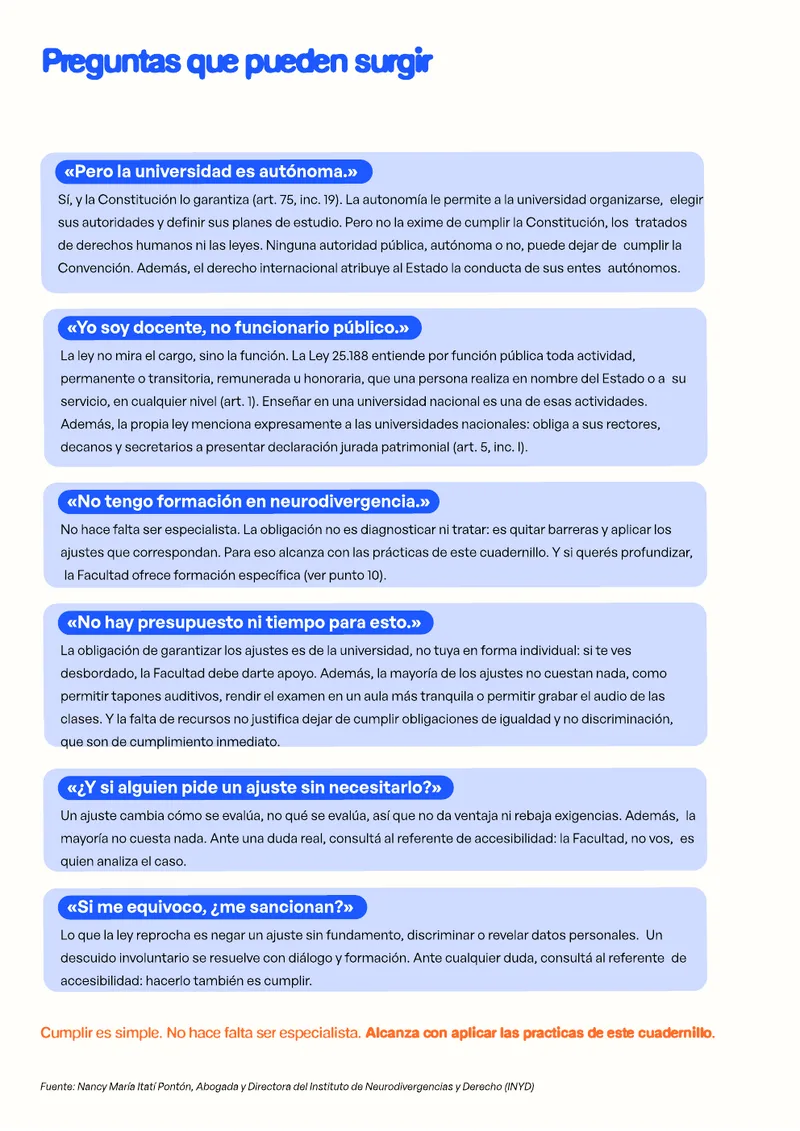 Preguntas que pueden surgir
«Pero la universidad es autónoma.»
Sí, y la Constitución lo garantiza (art. 75, inc. 19). La autonomía le permite a la universidad organizarse, elegir
sus autoridades y definir sus planes de estudio. Pero no la exime de cumplir la Constitución, los tratados
de derechos humanos ni las leyes. Ninguna autoridad pública, autónoma o no, puede dejar de cumplir la
Convención. Además, el derecho internacional atribuye al Estado la conducta de sus entes autónomos.
«Yo soy docente, no funcionario público.»
La ley no mira el cargo, sino la función. La Ley 25.188 entiende por función pública toda actividad,
permanente o transitoria, remunerada u honoraria, que una persona realiza en nombre del Estado o a su
servicio, en cualquier nivel (art. 1). Enseñar en una universidad nacional es una de esas actividades.
Además, la propia ley menciona expresamente a las universidades nacionales: obliga a sus rectores,
decanos y secretarios a presentar declaración jurada patrimonial (art. 5, inc. l).
«No tengo formación en neurodivergencia.»
No hace falta ser especialista. La obligación no es diagnosticar ni tratar: es quitar barreras y aplicar los
ajustes que correspondan. Para eso alcanza con las prácticas de este cuadernillo. Y si querés profundizar,
la Facultad ofrece formación específica (ver punto 10).
«No hay presupuesto ni tiempo para esto.»
La obligación de garantizar los ajustes es de la universidad, no tuya en forma individual: si te ves
desbordado, la Facultad debe darte apoyo. Además, la mayoría de los ajustes no cuestan nada, como
permitir tapones auditivos, rendir el examen en un aula más tranquila o permitir grabar el audio de las
clases. Y la falta de recursos no justifica dejar de cumplir obligaciones de igualdad y no discriminación,
que son de cumplimiento inmediato.
«¿Y si alguien pide un ajuste sin necesitarlo?»
Un ajuste cambia cómo se evalúa, no qué se evalúa, así que no da ventaja ni rebaja exigencias. Además, la
mayoría no cuesta nada. Ante una duda real, consultá al referente de accesibilidad: la Facultad, no vos, es
quien analiza el caso.
«Si me equivoco, ¿me sancionan?»
Lo que la ley reprocha es negar un ajuste sin fundamento, discriminar o revelar datos personales. Un
descuido involuntario se resuelve con diálogo y formación. Ante cualquier duda, consultá al referente de
accesibilidad: hacerlo también es cumplir.
Cumplir es simple. No hace falta ser especialista. Alcanza con aplicar las practicas de este cuadernillo.
Fuente: Nancy María Itatí Pontón, Abogada y Directora del Instituto de Neurodivergencias y Derecho (INYD)